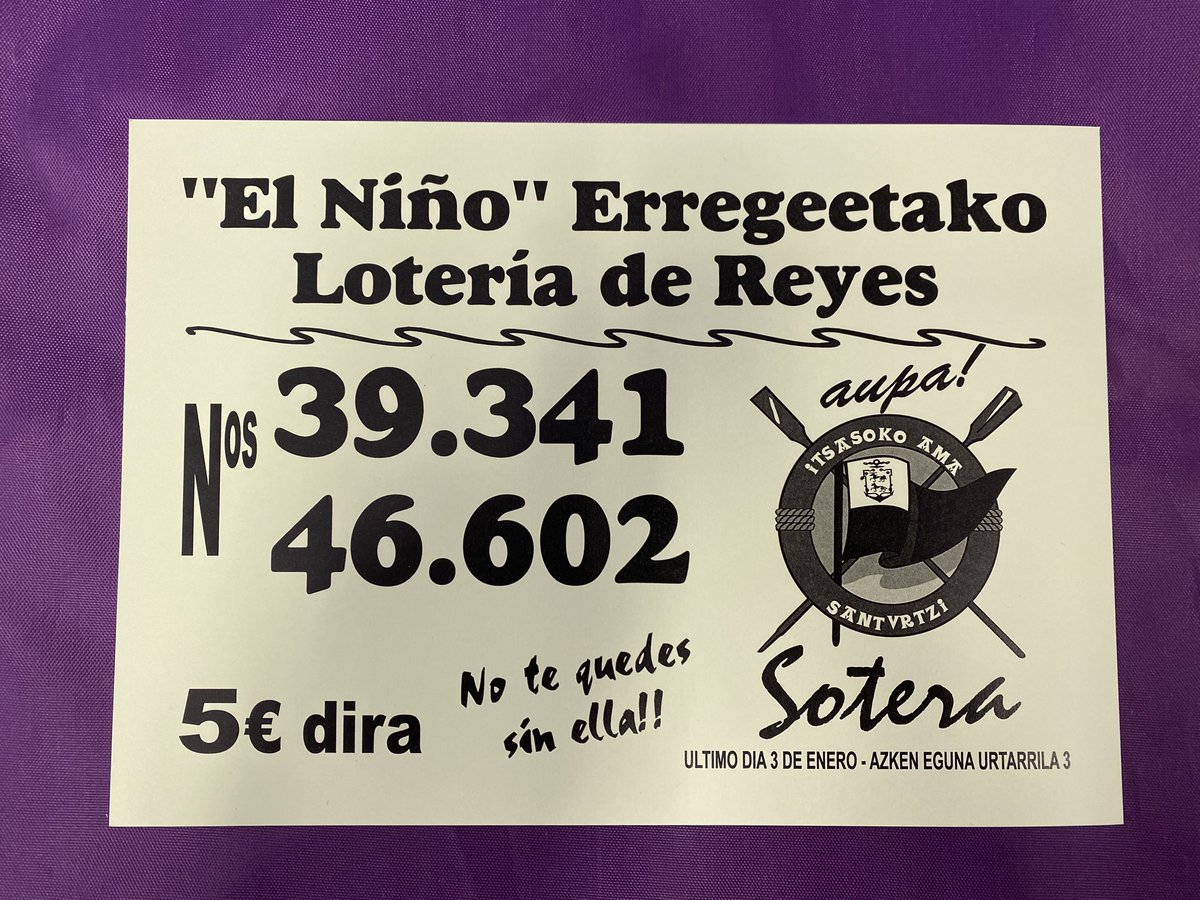 "El Niño" Erregeetako
Lotería de Reyes
Nos 39.341
46.602
aupa!
ITSASOKO AMA
SANTVRTZI
Sotera
5€ dira
No te quedes
sin ella!!
ULTIMO DIA 3 DE ENERO - AZKEN EGUNA URTARRILA 3